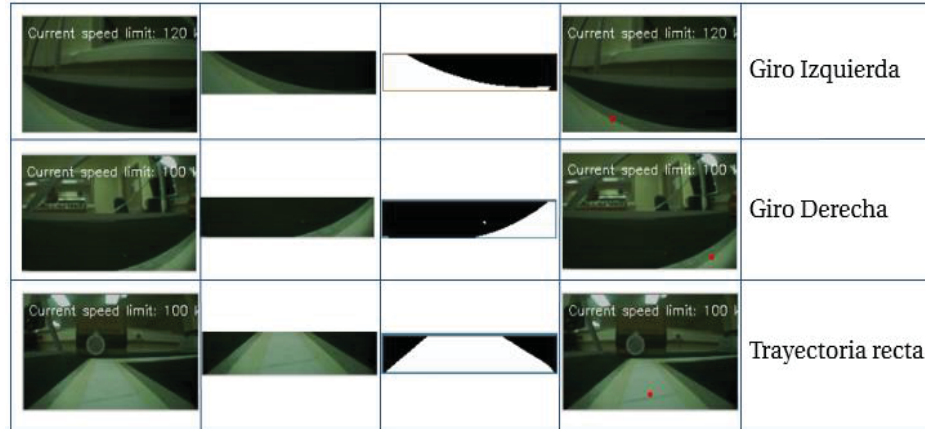 Current speed limit: 120 k
Current speed limit: 120 k
Giro Izquierda
Current speed limit: 100 k
Current speed limit: 100 k
Giro Derecha
Current speed limit: 100 k
Current speed limit: 100 k
Trayectoria recta